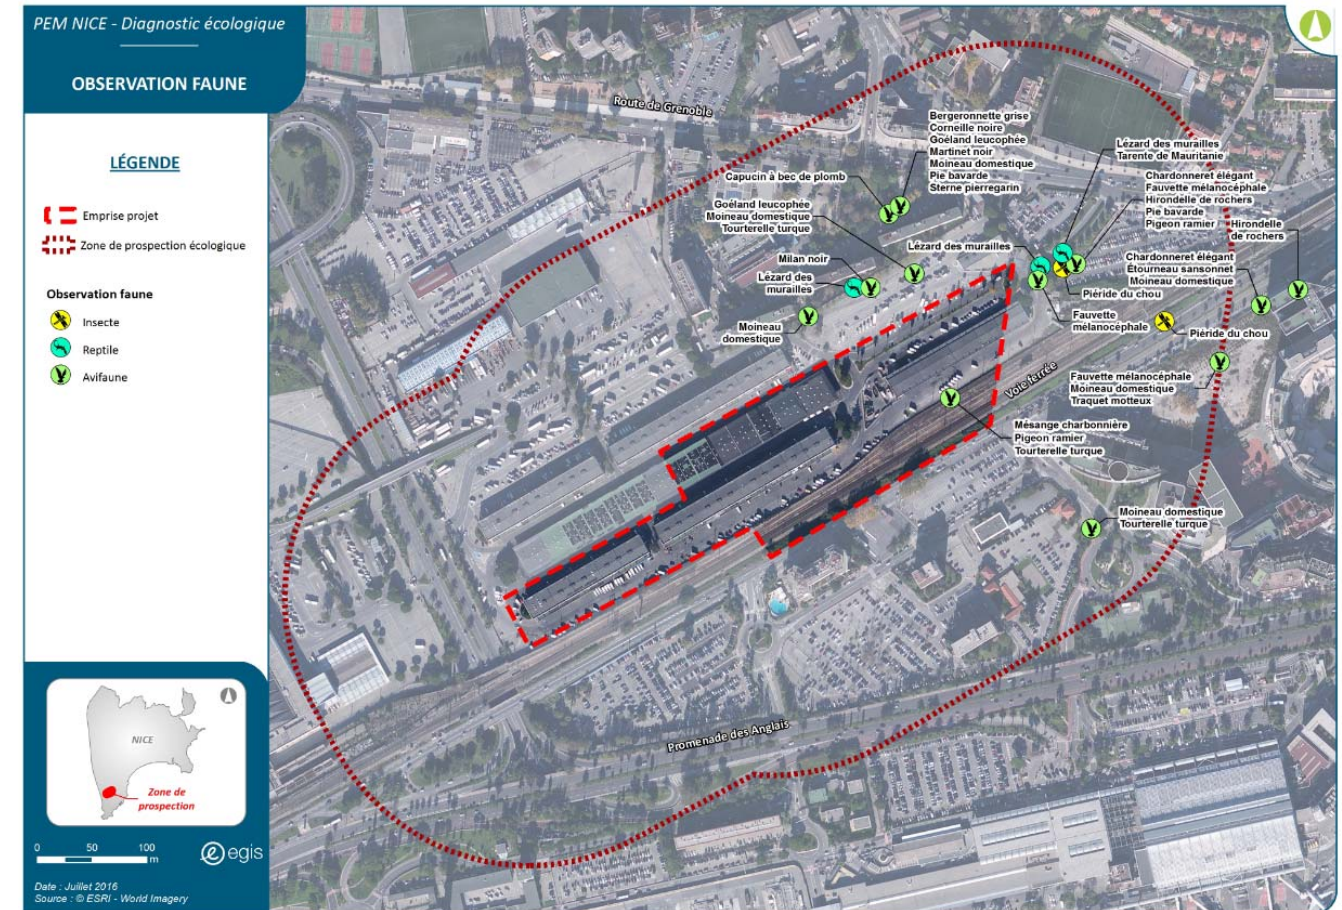 PEM NICE - Diagnostic écologique
OBSERVATION FAUNE
LÉGENDE
Emprise projet
Zone de prospection écologique
Observation faune
Insecte
Reptile
Avifaune
NICE
Zone de
prospection
0 50 100
m
egis
Date : Juillet 2016
Source : © ESRI - World Imagery
Route de Grenoble
Bergeronnette grise
Corneille noire
Goéland leucophée
Martinet noir
Moineau domestique
Pie bavarde
Sterne pierregarin
Capucin à bec de plomb
Lézard des murailles
Tarente de Mauritanie
Chardonneret élégant
Fauvette mélanocéphale
Hirondelle de rochers
Pie bavarde
Pigeon ramier
Hirondelle
de rochers
Goéland leucophée
Moineau domestique
Tourterelle turque
Lézard des murailles
Milan noir
Lézard des
murailles
Chardonneret élégant
Étourneau sansonnet
Moineau domestique
Piéride du chou
Fauvette
mélanocéphale
Moineau
domestique
Piéride du chou
Voie ferrée
Fauvette mélanocéphale
Moineau domestique
Traquet motteux
Mésange charbonnière
Pigeon ramier
Tourterelle turque
Moineau domestique
Tourterelle turque
Promenade des Anglais